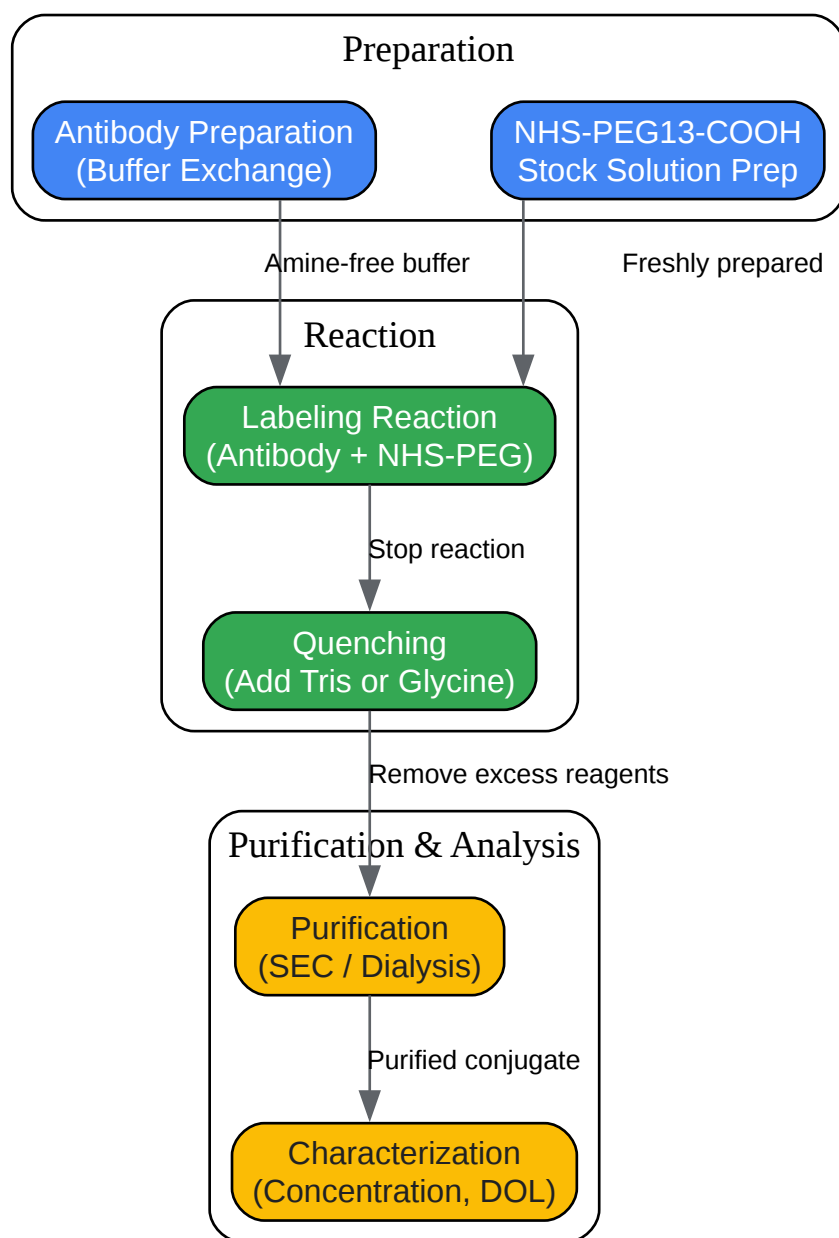 Preparation
Antibody Preparation
(Buffer Exchange)
NHS-PEG13-COOH
Stock Solution Prep
Amine-free buffer
Freshly prepared
Reaction
Labeling Reaction
(Antibody + NHS-PEG)
Stop reaction
Quenching
(Add Tris or Glycine)
Remove excess reagents
Purification & Analysis
Purification
(SEC / Dialysis)
Purified conjugate
Characterization
(Concentration, DOL)